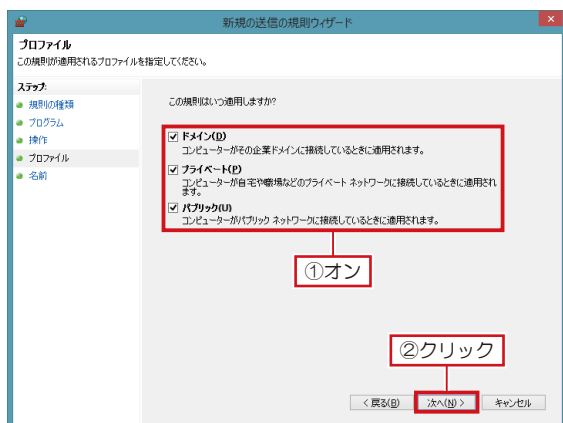 新規の送信の規則ウィザード
プロファイル
この規則が適用されるプロファイルを指定してください。
ステップ:
規則の種類
プログラム
操作
プロファイル
名前
この規則はいつ適用しますか?
ドメイン(D)
コンピューターがその企業ドメインに接続しているときに適用されます。
プライベート(P)
コンピューターが自宅や職場などのプライベート ネットワークに接続しているときに適用され
ます。
パブリック(U)
コンピューターがパブリック ネットワークに接続しているときに適用されます。
①オン
②クリック
< 戻る(B)
次へ(N) >
キャンセル